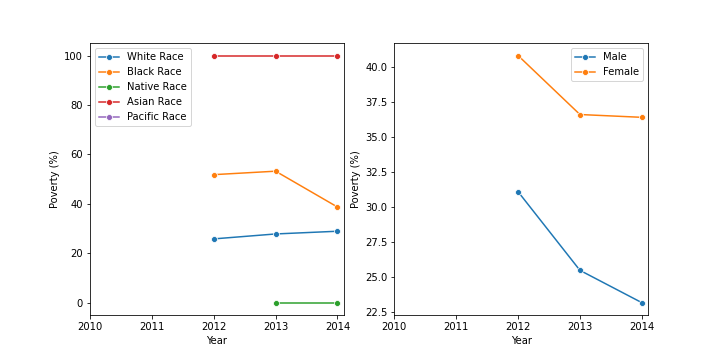 White Race
Black Race
Native Race
Asian Race
Pacific Race
Poverty (%)
100
80
60
40
20
0
2010 2011 2012 2013 2014
Year
Male
Female
Poverty (%)
40.0
37.5
35.0
32.5
30.0
27.5
25.0
22.5
2010 2011 2012 2013 2014
Year